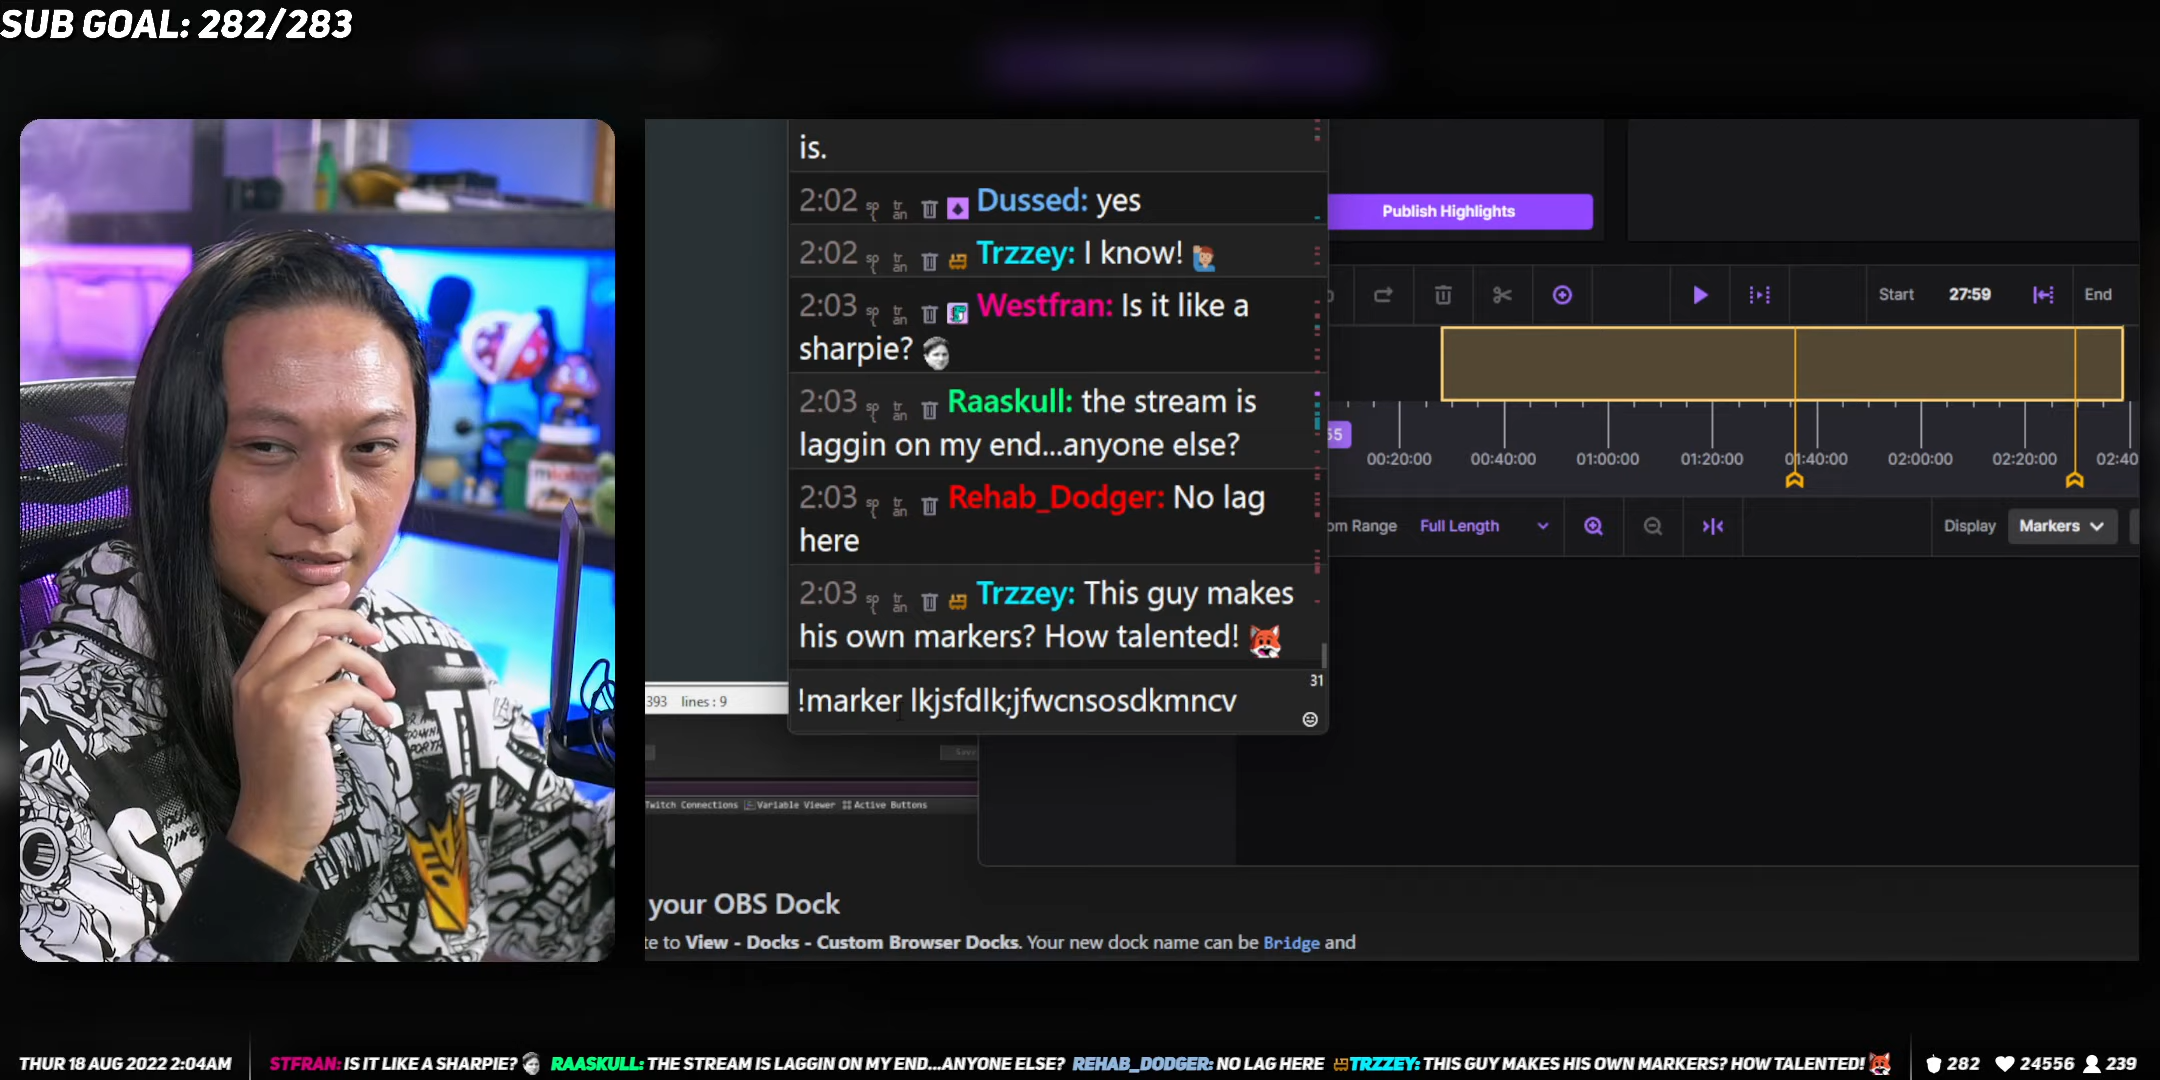 SUB GOAL: 282/283
is.
2:02 Dussed: yes
2:02 Trzzey: I know!
2:03 Westfran: Is it like a
sharpie?
2:03 Raaskull: the stream is
laggin on my end...anyone else?
2:03 Rehab_Dodger: No lag
here
2:03 Trzzey: This guy makes
his own markers? How talented!
31
!marker lkjsfdlk;jfwcnsosdkmncv
393 lines : 9
Twitch Connections Variable Viewer Active Buttons
your OBS Dock
te to View - Docks - Custom Browser Docks. Your new dock name can be Bridge and
Publish Highlights
Start 27:59 End
55
00:20:00 00:40:00 01:00:00 01:20:00 01:40:00 02:00:00 02:20:00 02:40
om Range Full Length Display Markers
THUR 18 AUG 2022 2:04AM STFRAN: IS IT LIKE A SHARPIE? RAASKULL: THE STREAM IS LAGGIN ON MY END...ANYONE ELSE? REHAB_DODGER: NO LAG HERE TRZZEY: THIS GUY MAKES HIS OWN MARKERS? HOW TALENTED! 282 24556 239